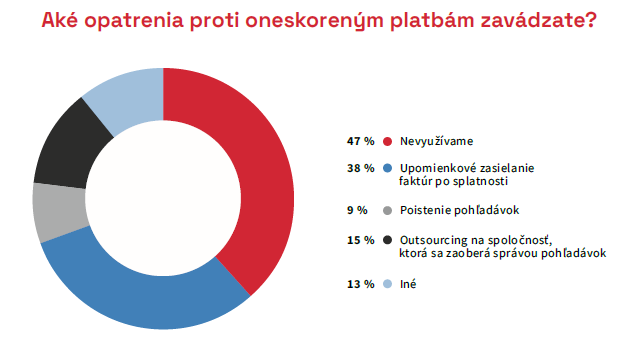 Aké opatrenia proti oneskoreným platbám zavádzate?
47 % Nevyužívame
38 % Upomienkové zasielanie
faktúr po splatnosti
9 % Poistenie pohľadávok
15 % Outsourcing na spoločnosť,
ktorá sa zaoberá správou pohľadávok
13 % Iné